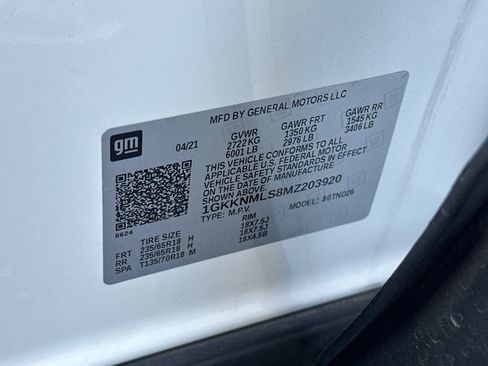 MFD BY GENERAL MOTORS LLC
gm
04/21
GVWR GAWR FRT GAWR RR
2722 KG 1350 KG 1545 KG
6001 LB 2976 LB 3406 LB
THIS VEHICLE CONFORMS TO ALL
APPLICABLE U.S. FEDERAL MOTOR
VEHICLE SAFETY STANDARDS IN EFFECT
ON THE DATE OF MANUFACTURE
SHOWN ABOVE.
1GKKNMLS8MZ203920
TYPE: M.P.V. MODEL: 80TND26
8624
TIRE SIZE RIM
FRT 235/65R18 H 18X7.5J
RR 235/65R18 H 18X7.5J
SPA T135/70R18 M 18X4.5B